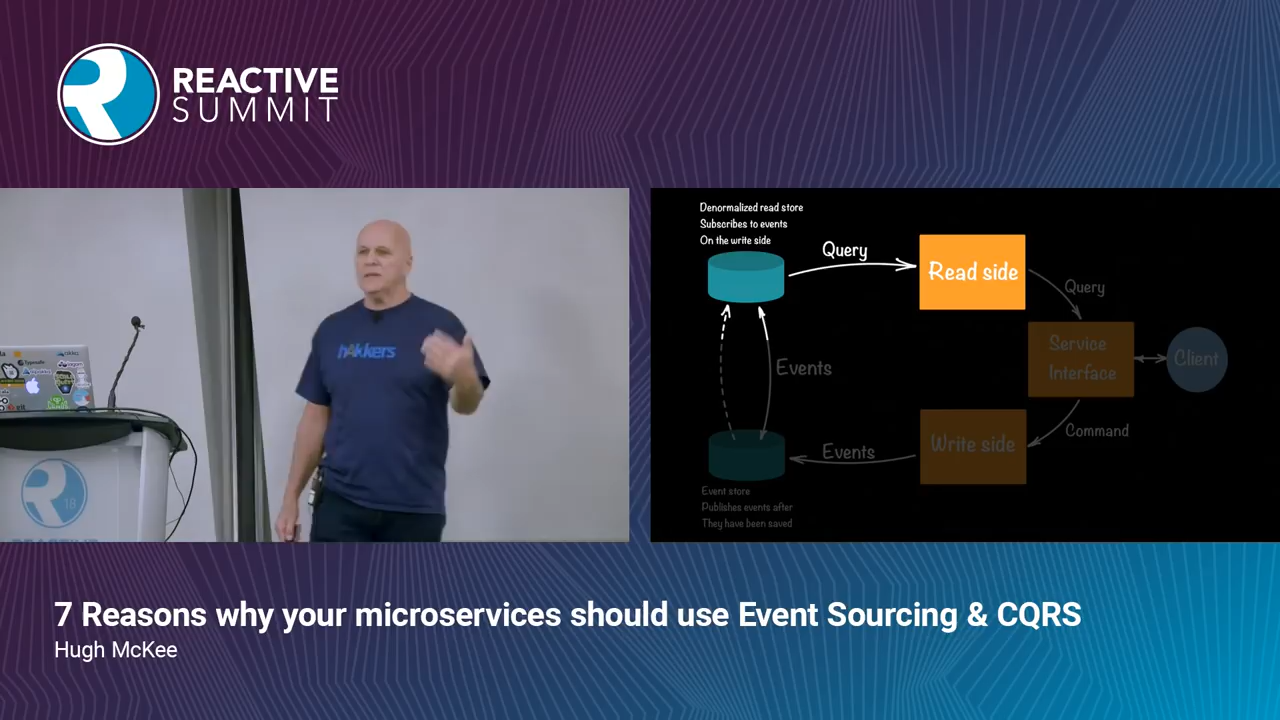 REACTIVE
SUMMIT
hAkkers
18
Denormalized read store
Subscribes to events
On the write side
Query
Read side
Query
Service
Interface
Client
Events
Command
Write side
Events
Event store
Publishes events after
They have been saved
7 Reasons why your microservices should use Event Sourcing & CQRS
Hugh McKee